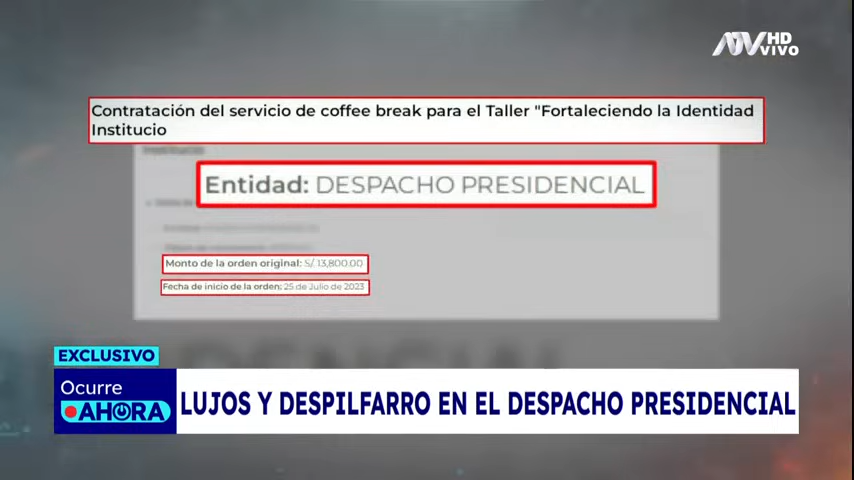 ATV HD
VIVO
Contratación del servicio de coffee break para el Taller "Fortaleciendo la Identidad
Institucio
Entidad: DESPACHO PRESIDENCIAL
Monto de la orden original: S/. 13,800.00
Fecha de inicio de la orden: 25 de Julio de 2023
EXCLUSIVO
Ocurre
AHORA
LUJOS Y DESPILFARRO EN EL DESPACHO PRESIDENCIAL